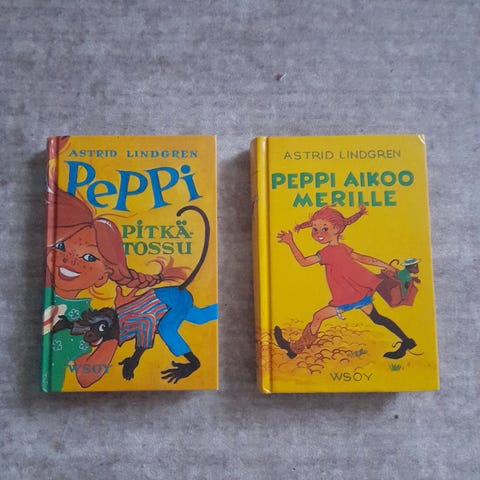 ASTRID LINDGREN
PEPPI
PITKÄ-
TOSSU
WSOY
ASTRID LINDGREN
PEPPI AIKOO
MERILLE
WSOY